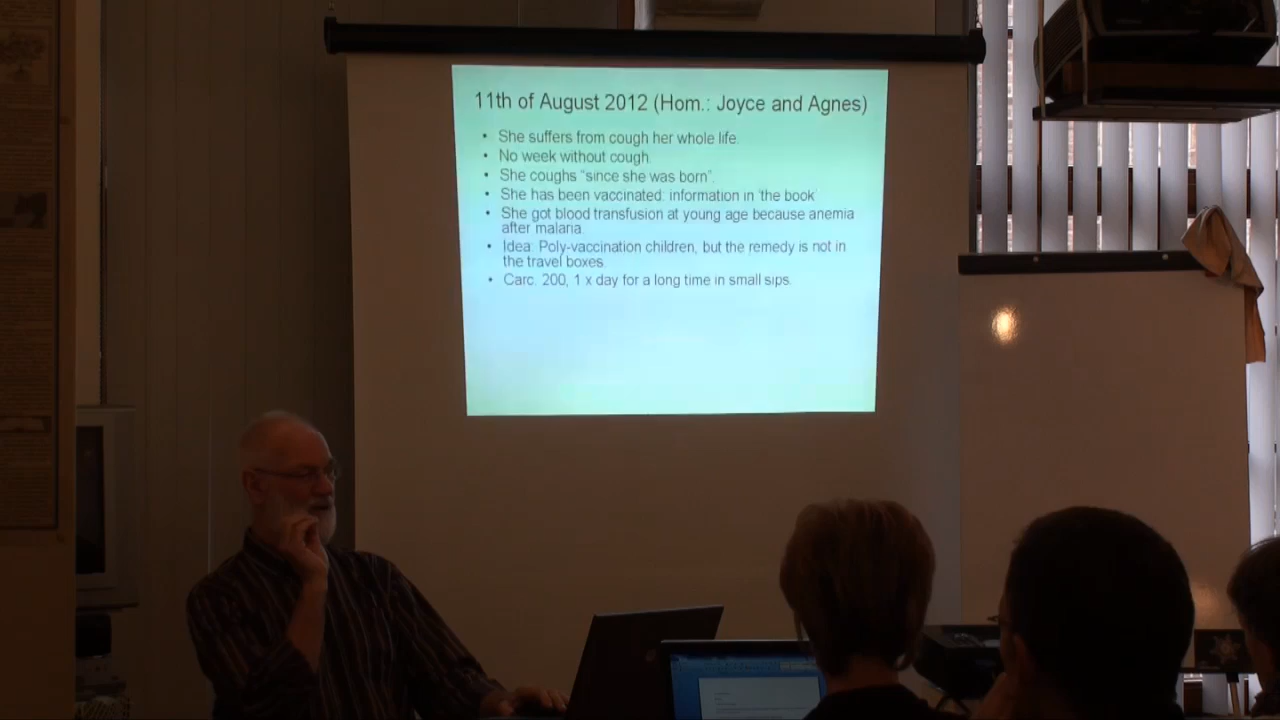 11th of August 2012 (Hom.: Joyce and Agnes)
• She suffers from cough her whole life.
• No week without cough.
• She coughs “since she was born”.
• She has been vaccinated: information in ‘the book’
• She got blood transfusion at young age because anemia
after malaria.
• Idea: Poly-vaccination children, but the remedy is not in
the travel boxes.
• Carc. 200, 1 x day for a long time in small sips.